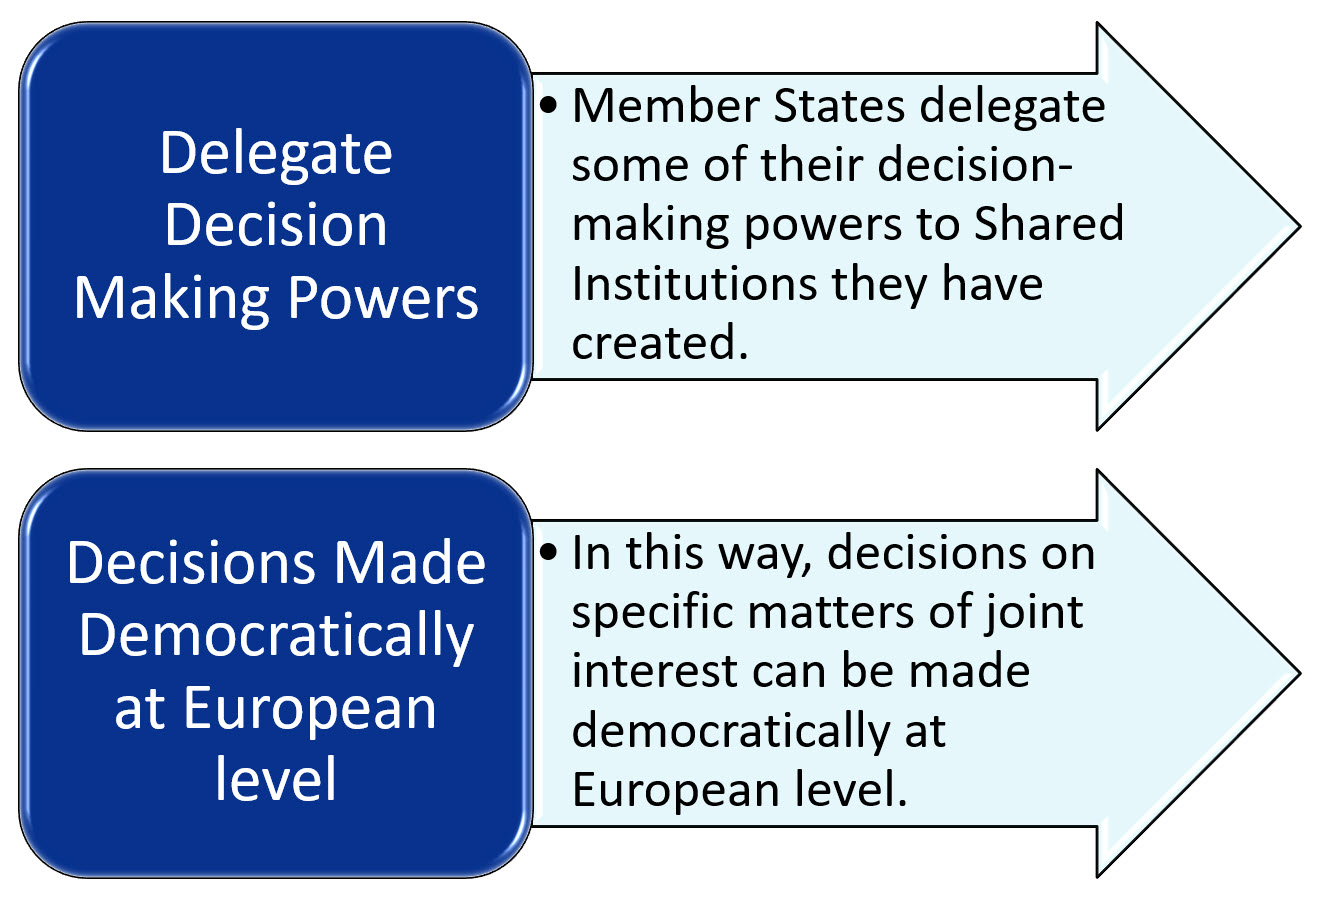 Delegate
Decision
Making Powers
• Member States delegate
some of their decision-
making powers to Shared
Institutions they have
created.
Decisions Made
Democratically
at European
level
• In this way, decisions on
specific matters of joint
interest can be made
democratically at
European level.